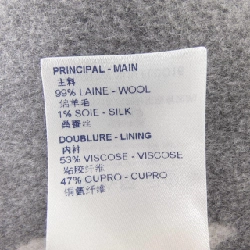 PRINCIPAL - MAIN
主料
99% LAINE - WOOL
绵羊毛
1% SOIE - SILK
桑蚕丝
DOUBLURE - LINING
内衬
53% VISCOSE - VISCOSE
粘胶纤维
47% CUPRO - CUPRO
铜氨纤维